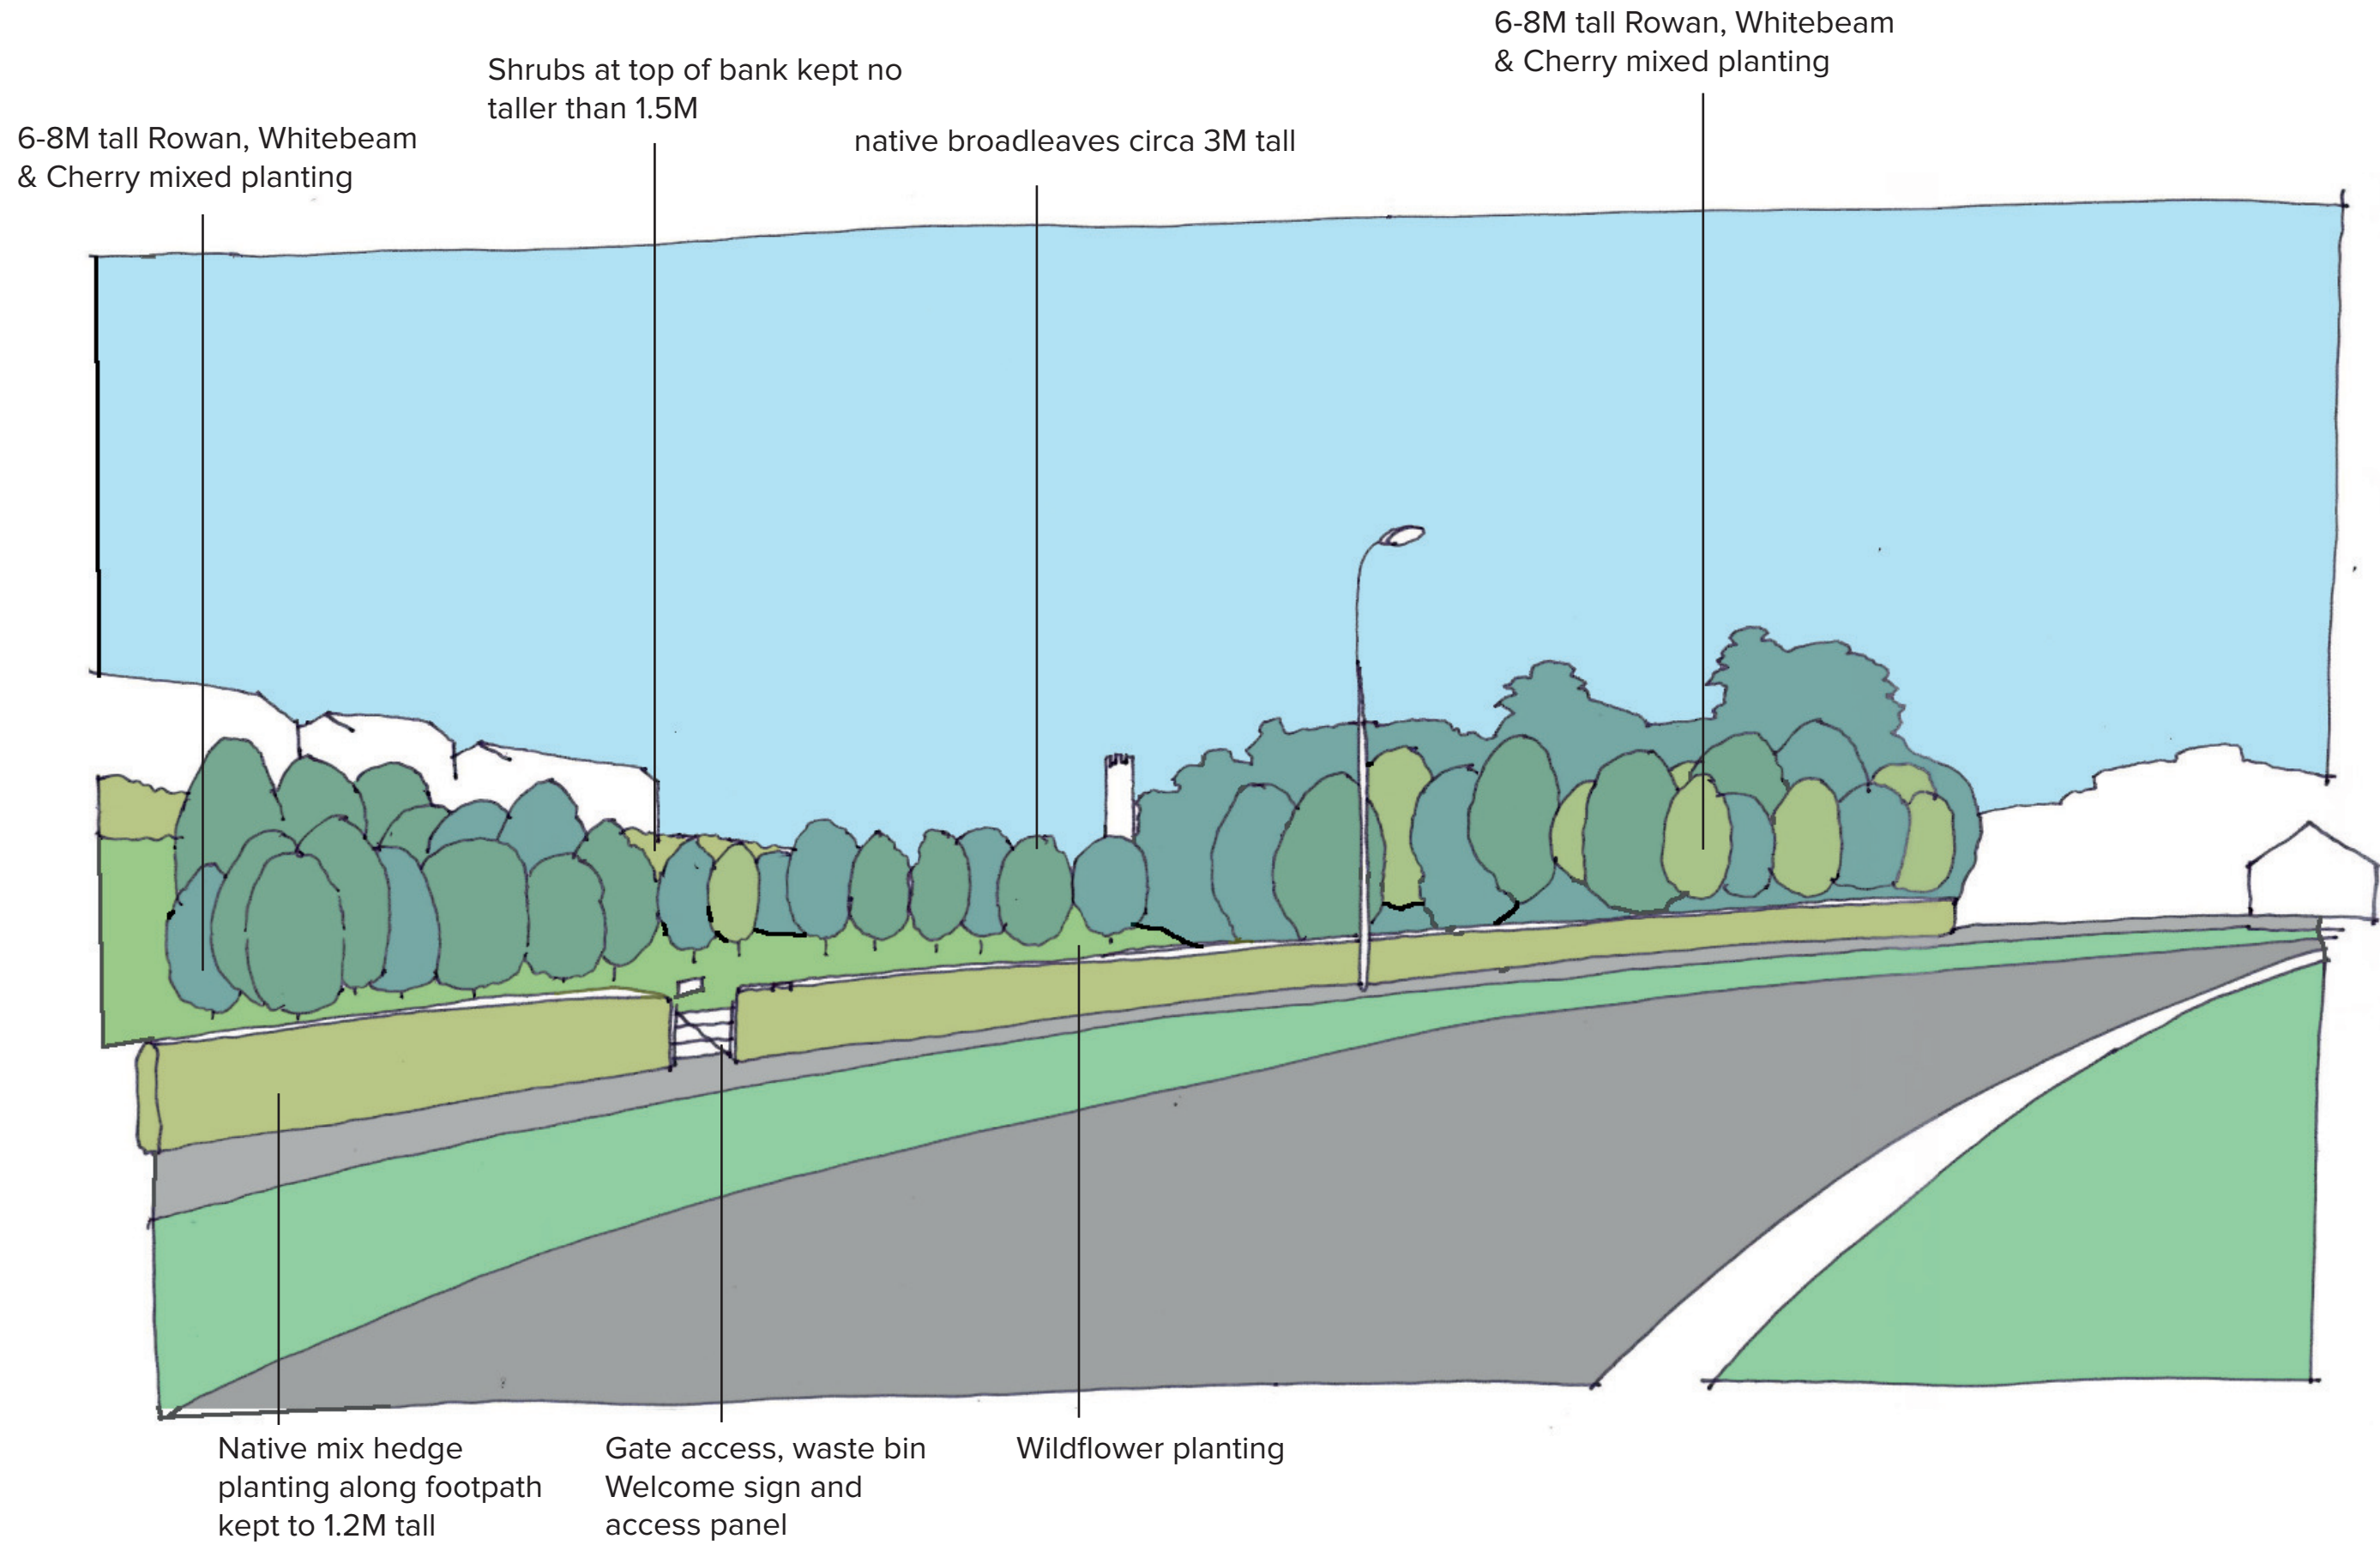 6-8M tall Rowan, Whitebeam
& Cherry mixed planting
Shrubs at top of bank kept no
taller than 1.5M
native broadleaves circa 3M tall
6-8M tall Rowan, Whitebeam
& Cherry mixed planting
Native mix hedge
planting along footpath
kept to 1.2M tall
Gate access, waste bin
Welcome sign and
access panel
Wildflower planting